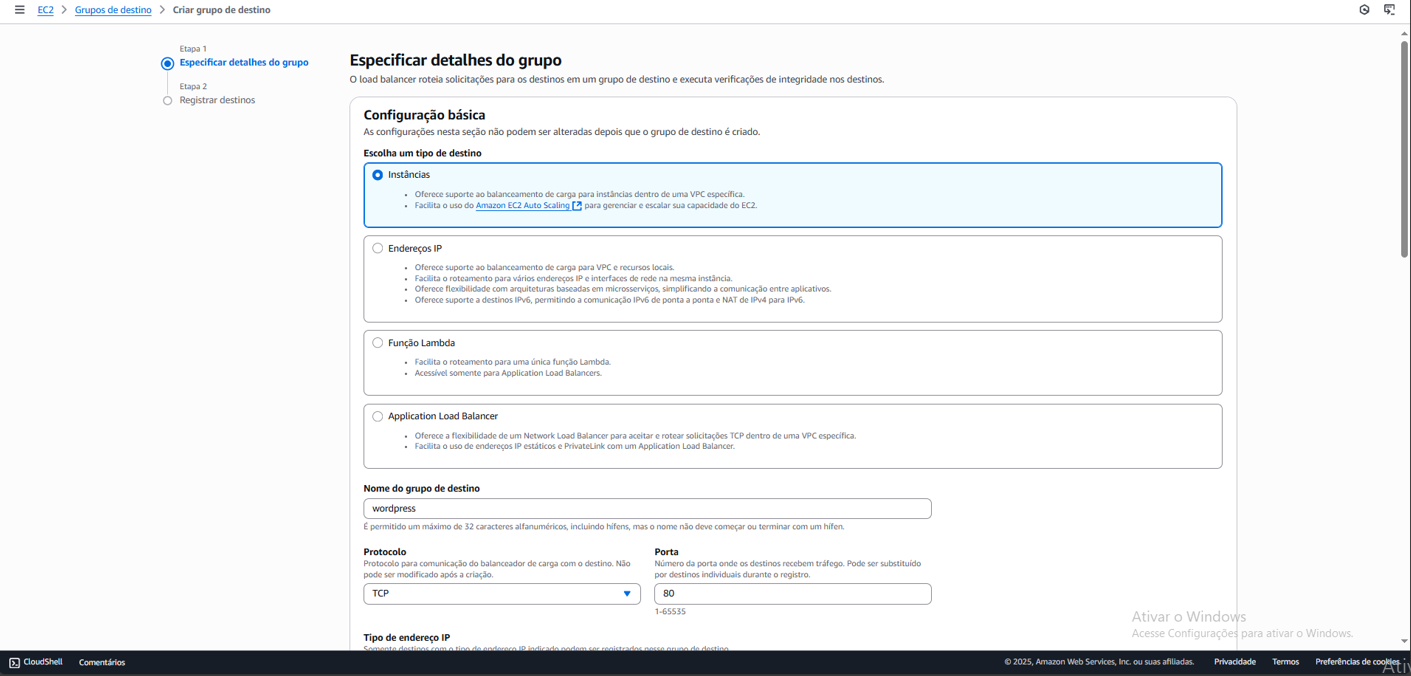 EC2 > Grupos de destino > Criar grupo de destino
Etapa 1
Especificar detalhes do grupo
Etapa 2
Registrar destinos
Especificar detalhes do grupo
O load balancer roteia solicitações para os destinos em um grupo de destino e executa verificações de integridade nos destinos.
Configuração básica
As configurações nesta seção não podem ser alteradas depois que o grupo de destino é criado.
Escolha um tipo de destino
Instâncias
• Oferece suporte ao balanceamento de carga para instâncias dentro de uma VPC específica.
• Facilita o uso do Amazon EC2 Auto Scaling para gerenciar e escalar sua capacidade do EC2.
Endereços IP
• Oferece suporte ao balanceamento de carga para VPC e recursos locais.
• Facilita o roteamento para vários endereços IP e interfaces de rede na mesma instância.
• Oferece flexibilidade com arquiteturas baseadas em microsserviços, simplificando a comunicação entre aplicativos.
• Oferece suporte a destinos IPv6, permitindo a comunicação IPv6 de ponta a ponta e NAT de IPv4 para IPv6.
Função Lambda
• Facilita o roteamento para uma única função Lambda.
• Acessível somente para Application Load Balancers.
Application Load Balancer
• Oferece a flexibilidade de um Network Load Balancer para aceitar e rotear solicitações TCP dentro de uma VPC específica.
• Facilita o uso de endereços IP estáticos e PrivateLink com um Application Load Balancer.
Nome do grupo de destino
wordpress
É permitido um máximo de 32 caracteres alfanuméricos, incluindo hífens, mas o nome não deve começar ou terminar com um hífen.
Protocolo
Protocolo para comunicação do balanceador de carga com o destino. Não
pode ser modificado após a criação.
TCP
Porta
Número da porta onde os destinos recebem tráfego. Pode ser substituído
por destinos individuais durante o registro.
80
1-65535
Tipo de endereço IP
Somente destinos com o tipo de endereço IP indicado podem ser registrados nesse grupo de destino.
Ativar o Windows
Acesse Configurações para ativar o Windows.
CloudShell Comentários © 2025, Amazon Web Services, Inc. ou suas afiliadas. Privacidade Termos Preferências de cookies
Ativ